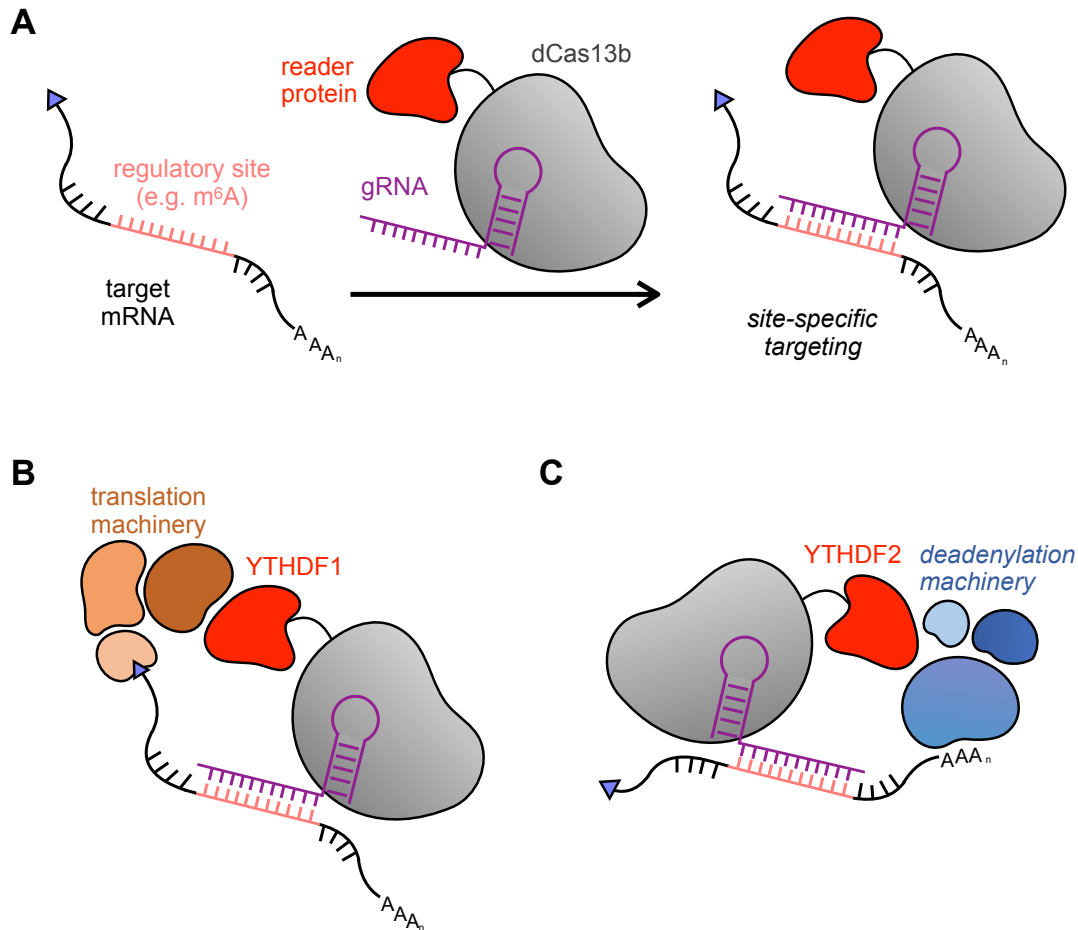 A
reader
protein
dCas13b
regulatory site
(e.g. m⁶A)
gRNA
target
mRNA
AAAn
site-specific
targeting
AAAn
B
translation
machinery
YTHDF1
AAAn
C
YTHDF2
deadenylation
machinery
AAAn